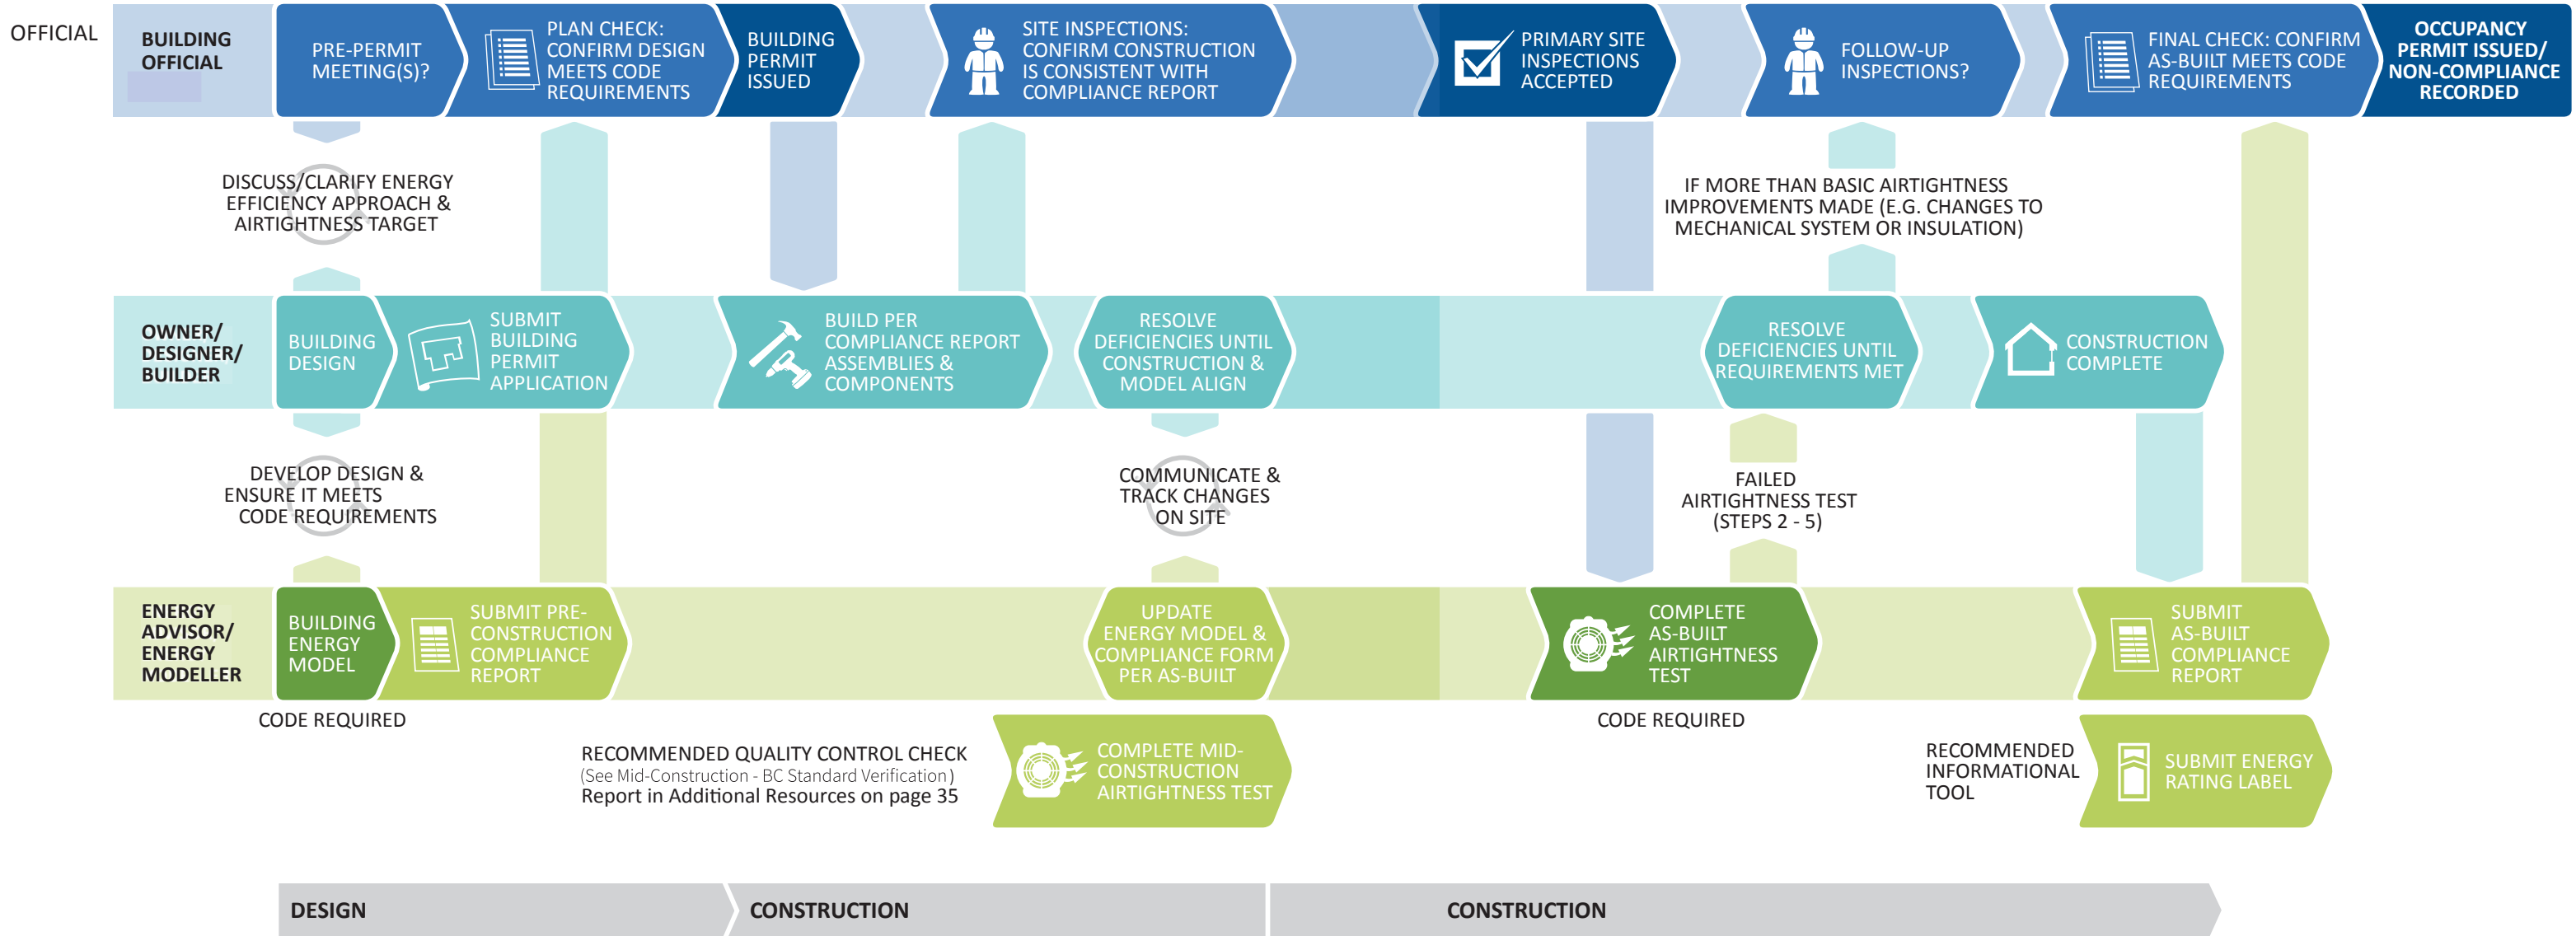 OFFICIAL
BUILDING
OFFICIAL
PRE-PERMIT
MEETING(S)?
PLAN CHECK:
CONFIRM DESIGN
MEETS CODE
REQUIREMENTS
BUILDING
PERMIT
ISSUED
SITE INSPECTIONS:
CONFIRM CONSTRUCTION
IS CONSISTENT WITH
COMPLIANCE REPORT
PRIMARY SITE
INSPECTIONS
ACCEPTED
FOLLOW-UP
INSPECTIONS?
FINAL CHECK: CONFIRM
AS-BUILT MEETS CODE
REQUIREMENTS
OCCUPANCY
PERMIT ISSUED/
NON-COMPLIANCE
RECORDED
DISCUSS/CLARIFY ENERGY
EFFICIENCY APPROACH &
AIRTIGHTNESS TARGET
IF MORE THAN BASIC AIRTIGHTNESS
IMPROVEMENTS MADE (E.G. CHANGES TO
MECHANICAL SYSTEM OR INSULATION)
OWNER/
DESIGNER/
BUILDER
BUILDING
DESIGN
SUBMIT
BUILDING
PERMIT
APPLICATION
BUILD PER
COMPLIANCE REPORT
ASSEMBLIES &
COMPONENTS
RESOLVE
DEFICIENCIES UNTIL
CONSTRUCTION &
MODEL ALIGN
RESOLVE
DEFICIENCIES UNTIL
REQUIREMENTS MET
CONSTRUCTION
COMPLETE
DEVELOP DESIGN &
ENSURE IT MEETS
CODE REQUIREMENTS
COMMUNICATE &
TRACK CHANGES
ON SITE
FAILED
AIRTIGHTNESS TEST
(STEPS 2 - 5)
ENERGY
ADVISOR/
ENERGY
MODELLER
BUILDING
ENERGY
MODEL
SUBMIT PRE-
CONSTRUCTION
COMPLIANCE
REPORT
UPDATE
ENERGY MODEL &
COMPLIANCE FORM
PER AS-BUILT
COMPLETE
AS-BUILT
AIRTIGHTNESS
TEST
SUBMIT
AS-BUILT
COMPLIANCE
REPORT
CODE REQUIRED
CODE REQUIRED
RECOMMENDED QUALITY CONTROL CHECK
(See Mid-Construction - BC Standard Verification)
Report in Additional Resources on page 35
COMPLETE MID-
CONSTRUCTION
AIRTIGHTNESS TEST
RECOMMENDED
INFORMATIONAL
TOOL
SUBMIT ENERGY
RATING LABEL
DESIGN
CONSTRUCTION
CONSTRUCTION